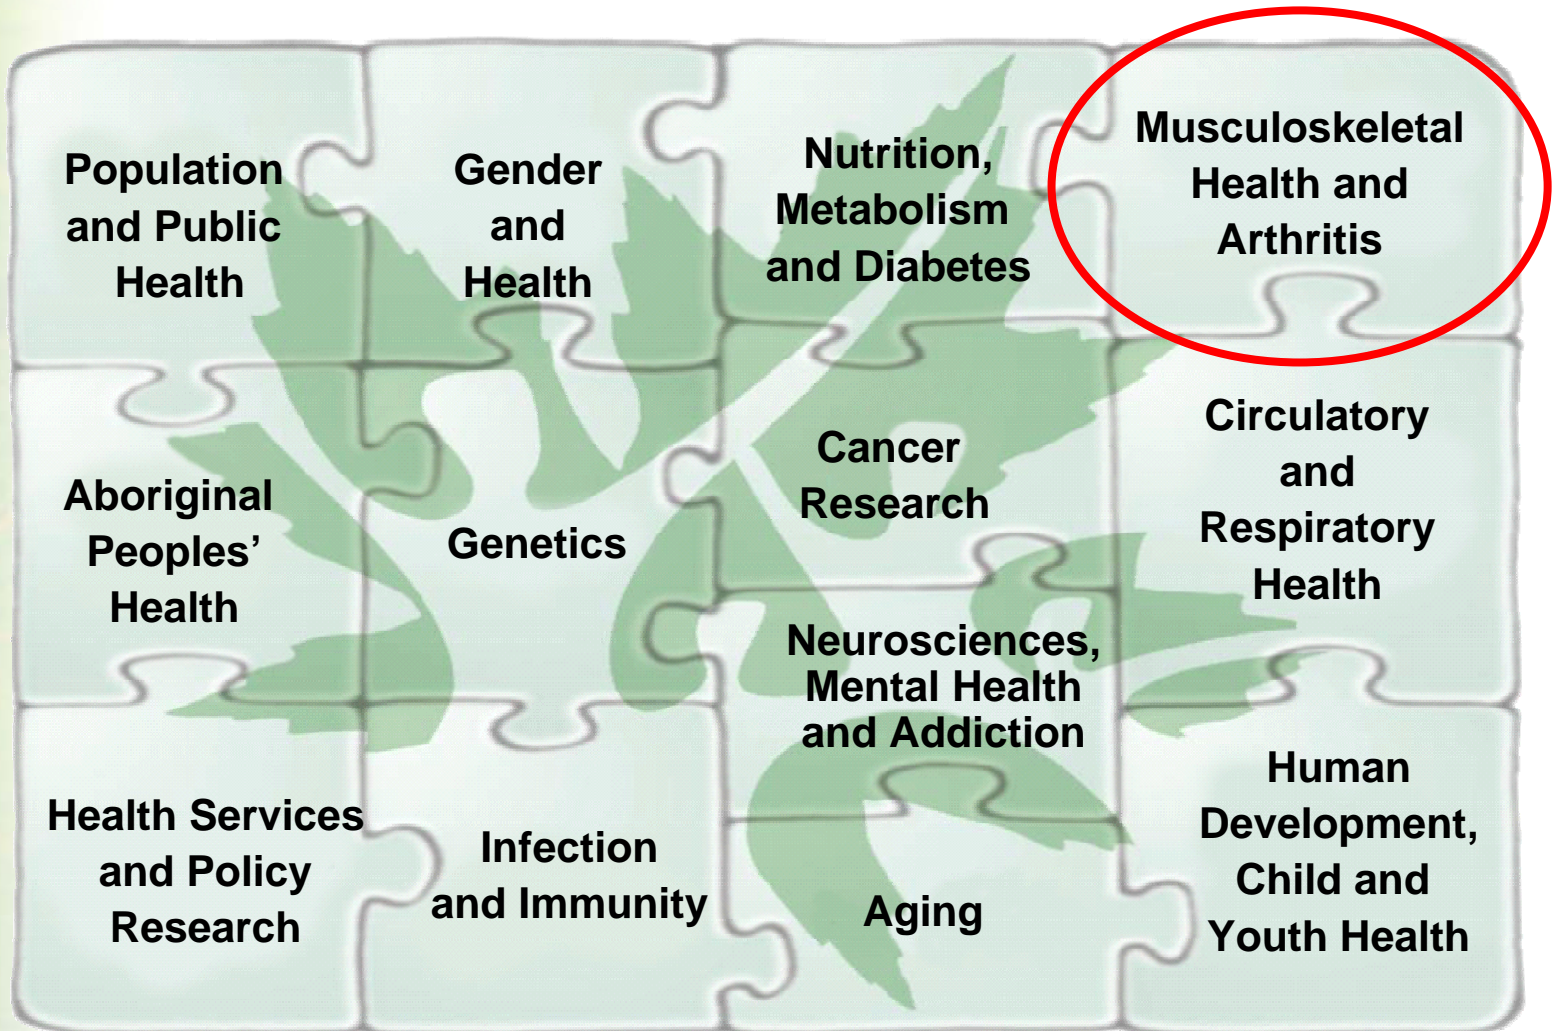 Population
and Public
Health
Gender
and
Health
Nutrition,
Metabolism
and Diabetes
Musculoskeletal
Health and
Arthritis
Aboriginal
Peoples’
Health
Genetics
Cancer
Research
Circulatory
and
Respiratory
Health
Neurosciences,
Mental Health
and Addiction
Health Services
and Policy
Research
Infection
and Immunity
Aging
Human
Development,
Child and
Youth Health